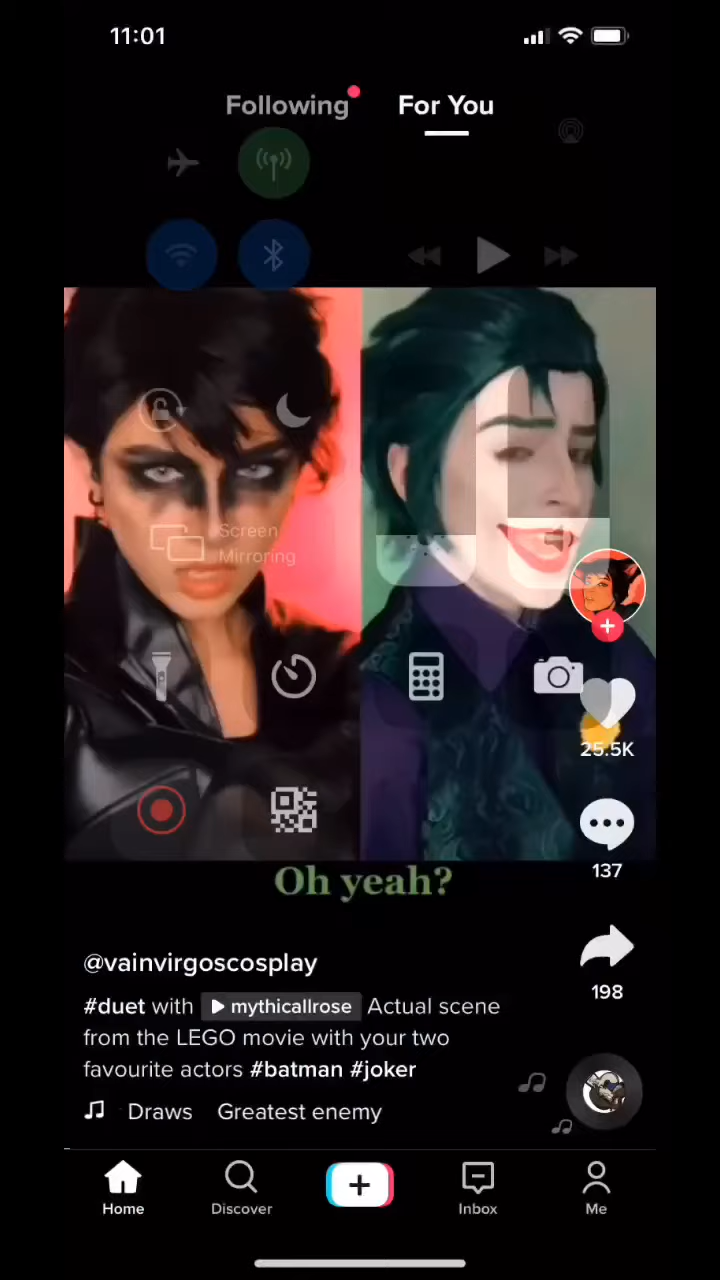 11:01
Following
For You
Screen
Mirroring
25.5K
137
198
Oh yeah?
@vainvirgoscosplay
#duet with mythicallrose Actual scene
from the LEGO movie with your two
favourite actors #batman #joker
Draws Greatest enemy
Home
Discover
Inbox
Me